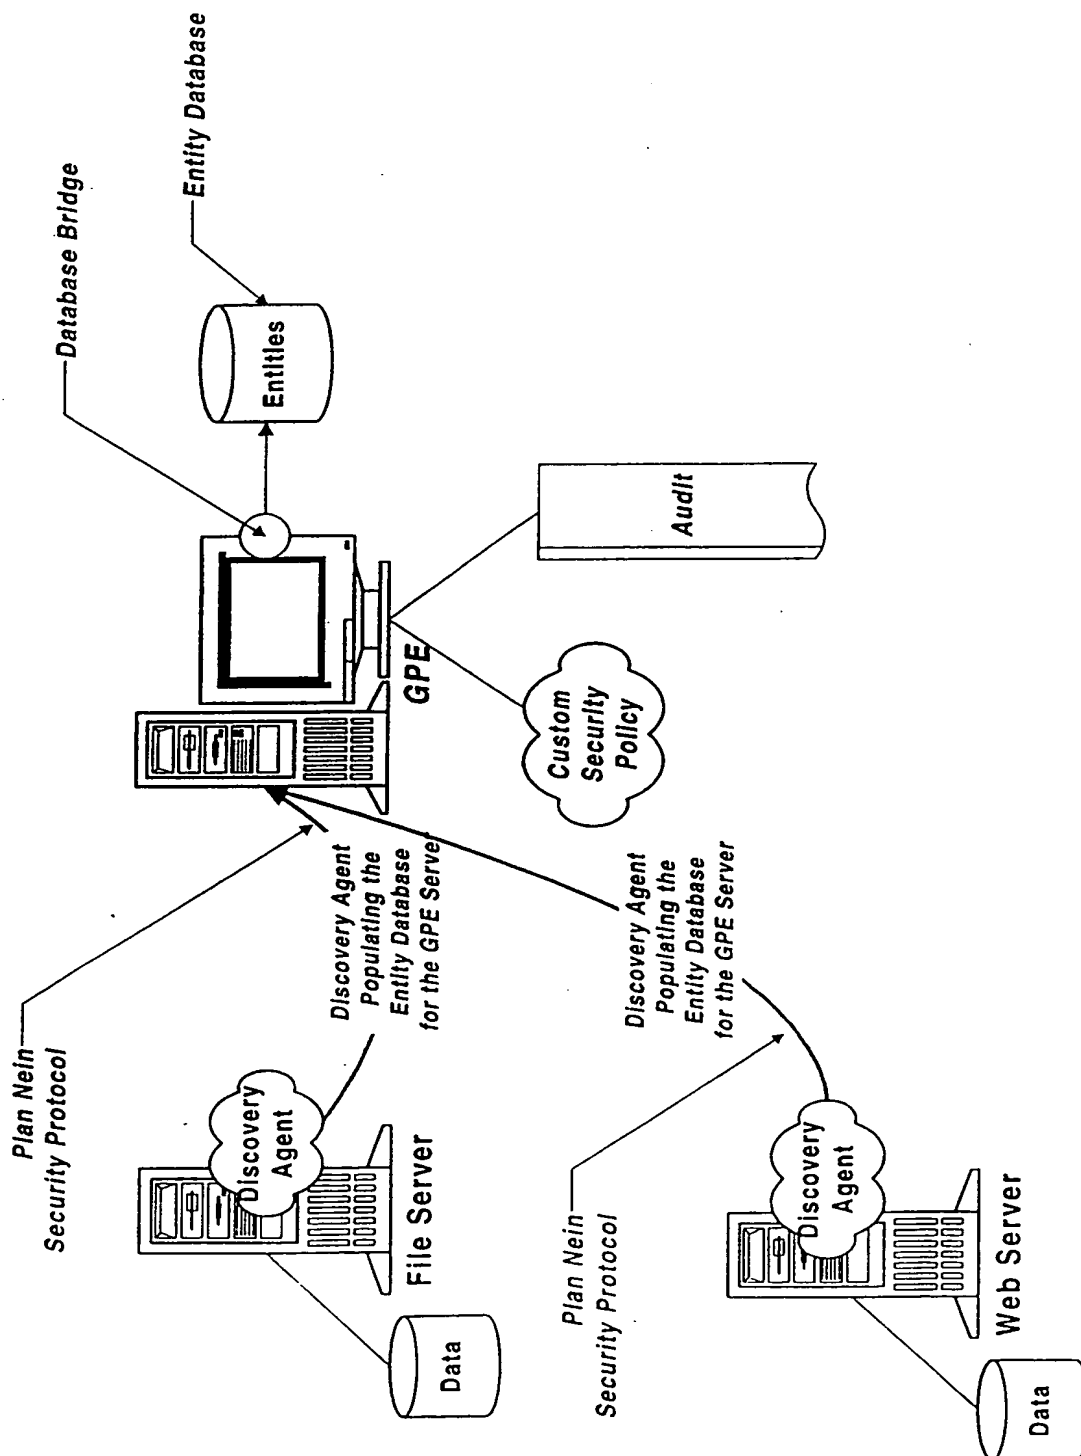 Plan Nein
Security Protocol
Database Bridge
Entity Database
Discovery
Agent
File Server
Data
Discovery Agent
Populating the
Entity Database
for the GPE Server
GPE
Entities
Custom
Security
Policy
Audit
Plan Nein
Security Protocol
Discovery Agent
Populating the
Entity Database
for the GPE Server
Discovery
Agent
Web Server
Data